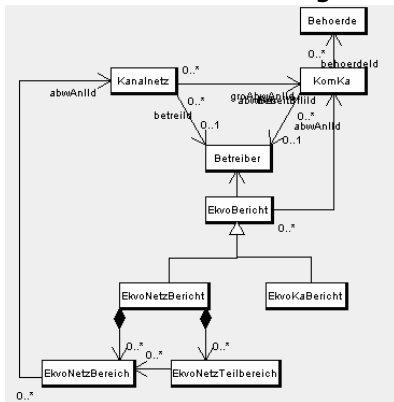 Behoerde
0..*
behoerdeId
Kanalnetz
0..*
KomKa
abwAnlId
0..*
0..*
betreiId
abwAnlId
0..1
0..1
Betreiber
EkvoBericht
0..*
EkvoNetzBericht
EkvoKaBericht
0..*
0..*
0..*
EkvoNetzBereich
EkvoNetzTeilbereich
0..*